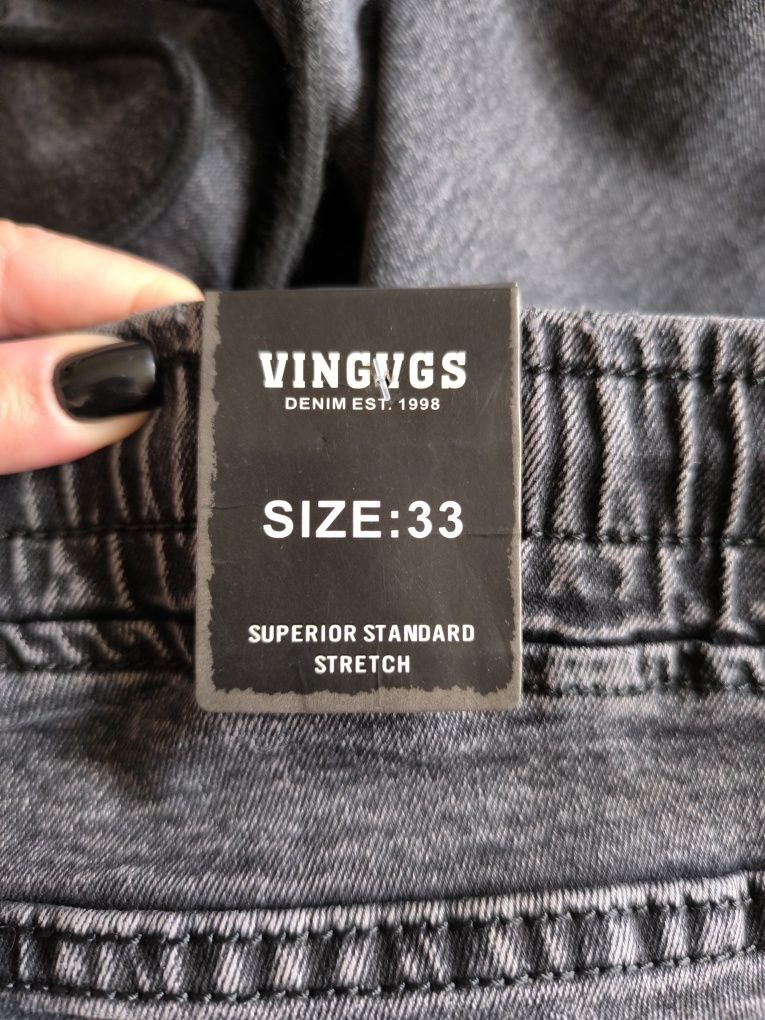 VINGVGS
DENIM EST. 1998
SIZE:33
SUPERIOR STANDARD
STRETCH